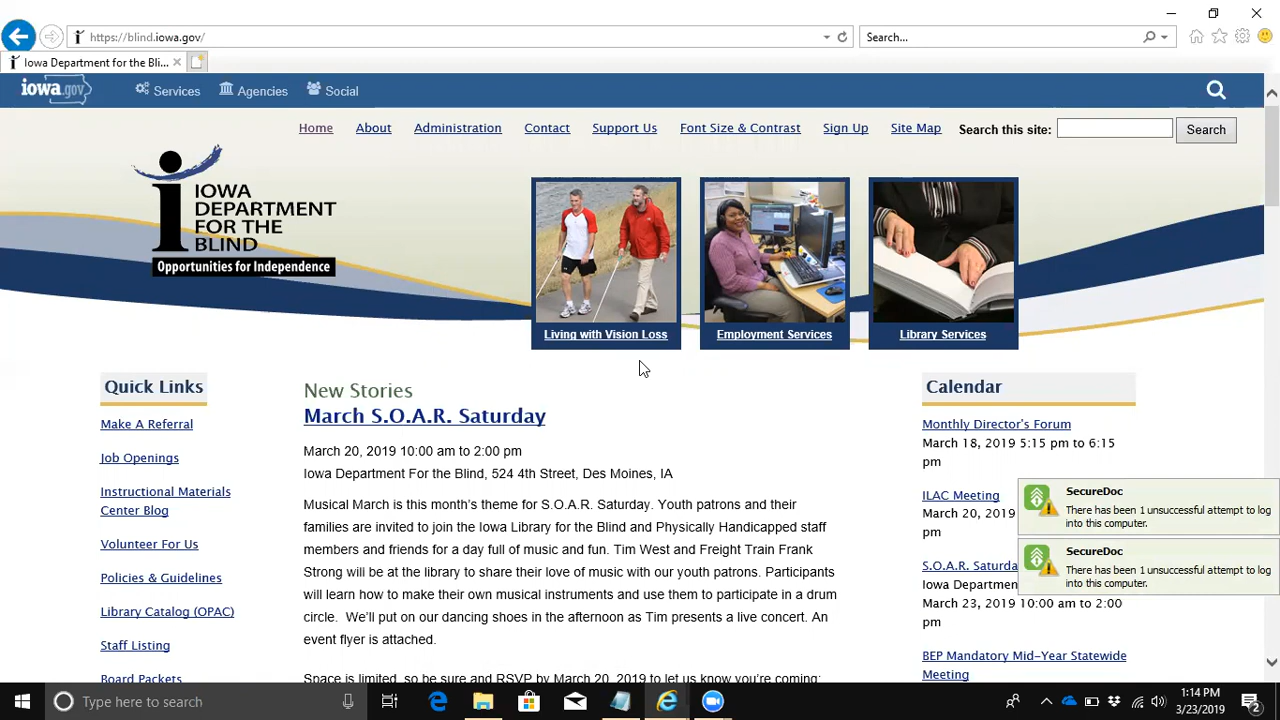 https://blind.iowa.gov/
Search...
Iowa Department for the Bli...
iowa.gov
Services
Agencies
Social
Home
About
Administration
Contact
Support Us
Font Size & Contrast
Sign Up
Site Map
Search this site:
Search
IOWA
DEPARTMENT
FOR THE
BLIND
Opportunities for Independence
Living with Vision Loss
Employment Services
Library Services
Quick Links
Make A Referral
Job Openings
Instructional Materials
Center Blog
Volunteer For Us
Policies & Guidelines
Library Catalog (OPAC)
Staff Listing
Board Packets
New Stories
March S.O.A.R. Saturday
March 20, 2019 10:00 am to 2:00 pm
Iowa Department For the Blind, 524 4th Street, Des Moines, IA
Musical March is this month's theme for S.O.A.R. Saturday. Youth patrons and their
families are invited to join the Iowa Library for the Blind and Physically Handicapped staff
members and friends for a day full of music and fun. Tim West and Freight Train Frank
Strong will be at the library to share their love of music with our youth patrons. Participants
will learn how to make their own musical instruments and use them to participate in a drum
circle. We'll put on our dancing shoes in the afternoon as Tim presents a live concert. An
event flyer is attached.
Space is limited, so be sure and RSVP by March 20, 2019 to let us know you're coming:
Calendar
Monthly Director's Forum
March 18, 2019 5:15 pm to 6:15
pm
ILAC Meeting
March 20, 2019
pm
S.O.A.R. Saturda
Iowa Departmen
March 23, 2019 10:00 am to 2:00
pm
BEP Mandatory Mid-Year Statewide
Meeting
SecureDoc
There has been 1 unsuccessful attempt to log
into this computer.
SecureDoc
There has been 1 unsuccessful attempt to log
into this computer.
Type here to search
1:14 PM
3/23/2019
2